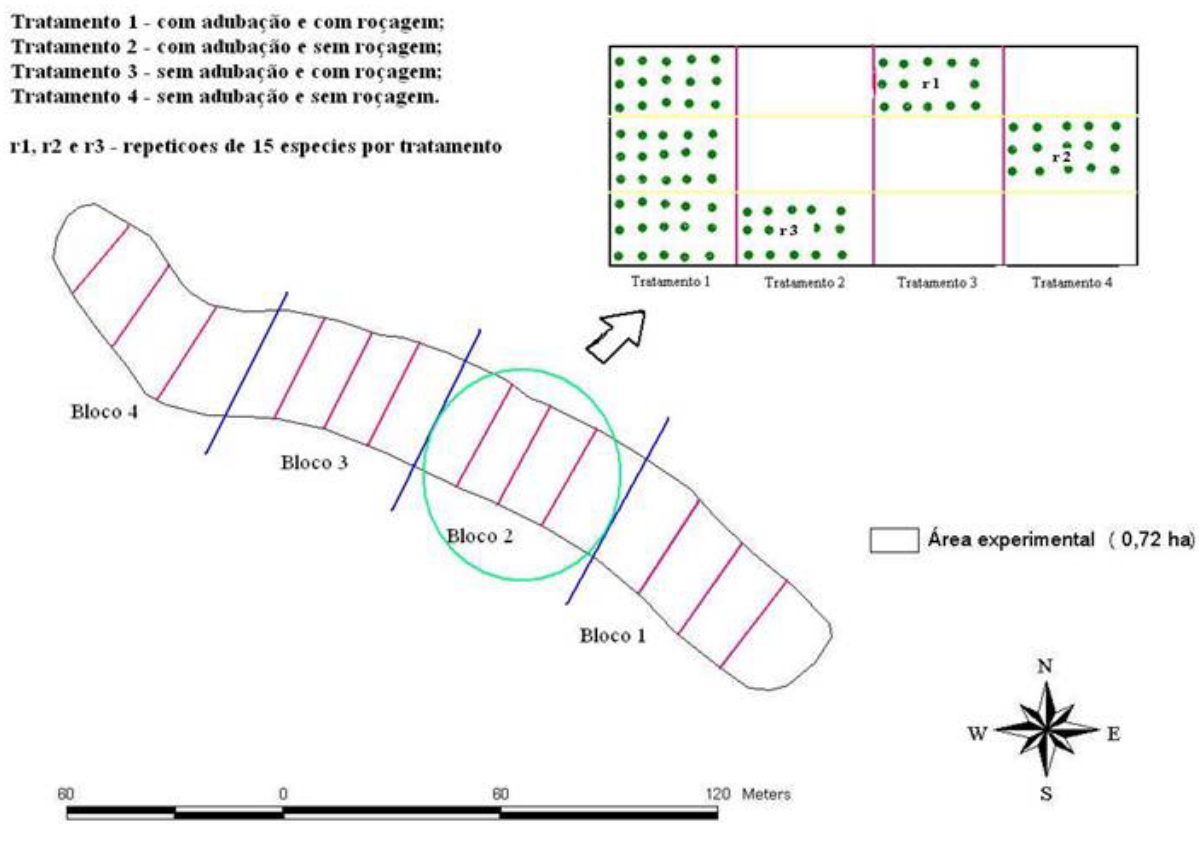 Tratamento 1 - com adubação e com roçagem;
Tratamento 2 - com adubação e sem roçagem;
Tratamento 3 - sem adubação e com roçagem;
Tratamento 4 - sem adubação e sem roçagem.
r1, r2 e r3 - repeticoes de 15 especies por tratamento
r1
r2
r3
Tratamento 1 Tratamento 2 Tratamento 3 Tratamento 4
Bloco 4
Bloco 3
Bloco 2
Bloco 1
Área experimental ( 0,72 ha)
N
W E
S
60 0 60 120 Meters